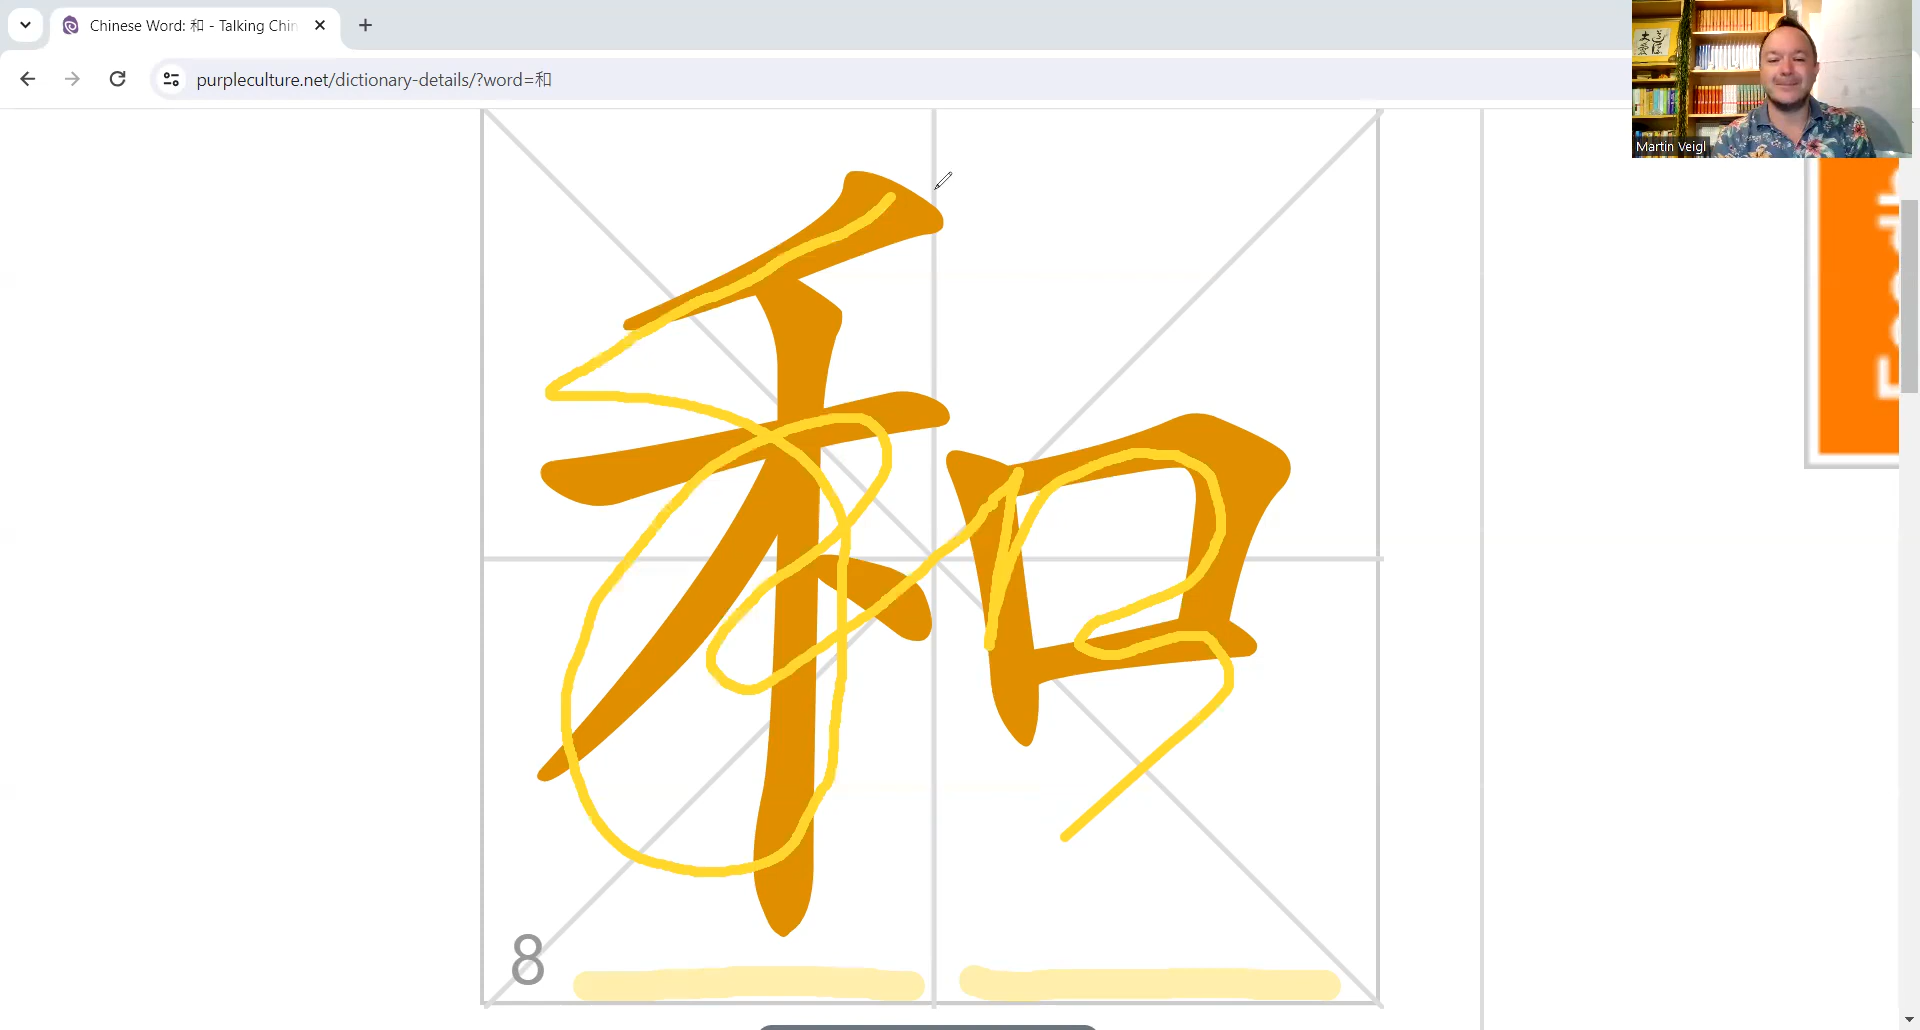 Chinese Word: 和 - Talking Chin
purpleculture.net/dictionary-details/?word=和
Martin Veigl
和
8